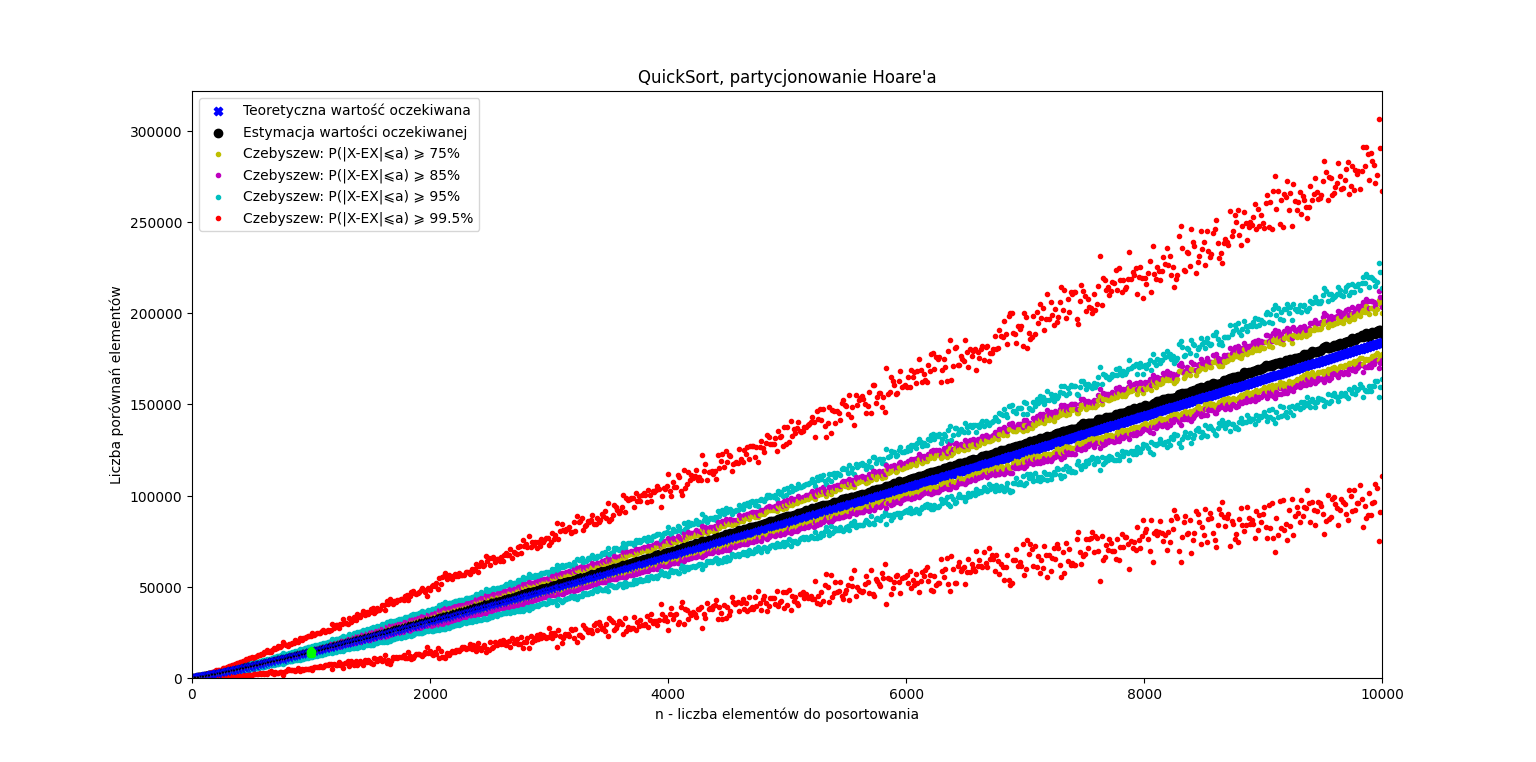 QuickSort, partycjonowanie Hoare'a
Teoretyczna wartość oczekiwana
Estymacja wartości oczekiwanej
Czebyszew: P(|X-EX|⩽a) ⩾ 75%
Czebyszew: P(|X-EX|⩽a) ⩾ 85%
Czebyszew: P(|X-EX|⩽a) ⩾ 95%
Czebyszew: P(|X-EX|⩽a) ⩾ 99.5%
Liczba porównań elementów
300000
250000
200000
150000
100000
50000
0
0 2000 4000 6000 8000 10000
n - liczba elementów do posortowania